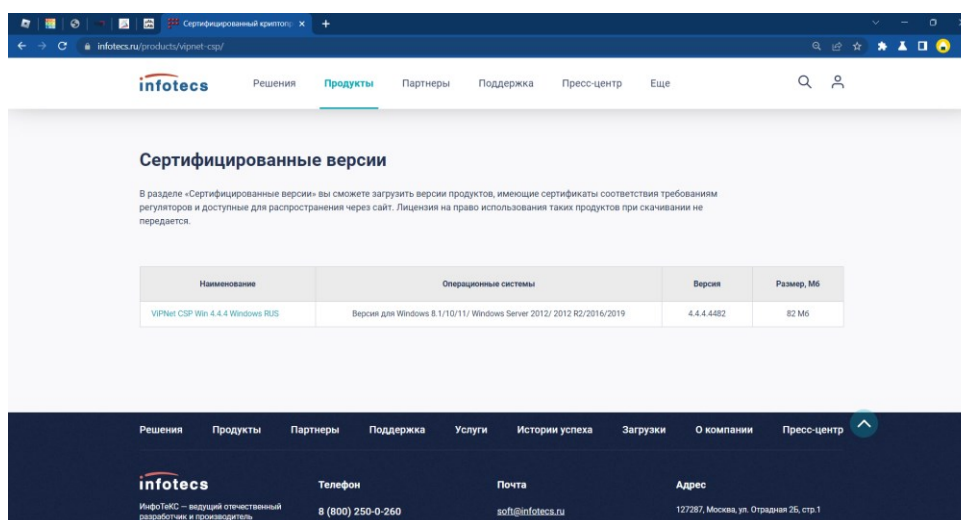 Сертифицированный крипто
infotecs.ru/products/vipnet-csp/
infotecs Решения Продукты Партнеры Поддержка Пресс-центр Еще
Сертифицированные версии
В разделе «Сертифицированные версии» вы сможете загрузить версии продуктов, имеющие сертификаты соответствия требованиям
регуляторов и доступные для распространения через сайт. Лицензия на право использования таких продуктов при скачивании не
передается.
Наименование Операционные системы Версия Размер, Мб
ViPNet CSP Win 4.4.4 Windows RUS Версия для Windows 8.1/10/11/ Windows Server 2012/ 2012 R2/2016/2019 4.4.4.4482 82 Мб
Решения Продукты Партнеры Поддержка Услуги Истории успеха Загрузки О компании Пресс-центр
infotecs Телефон Почта Адрес
ИнфоТеКС — ведущий отечественный 8 (800) 250-0-260 soft@infotecs.ru 127287, Москва, ул. Отрадная 2Б, стр.1
разработчик и производитель